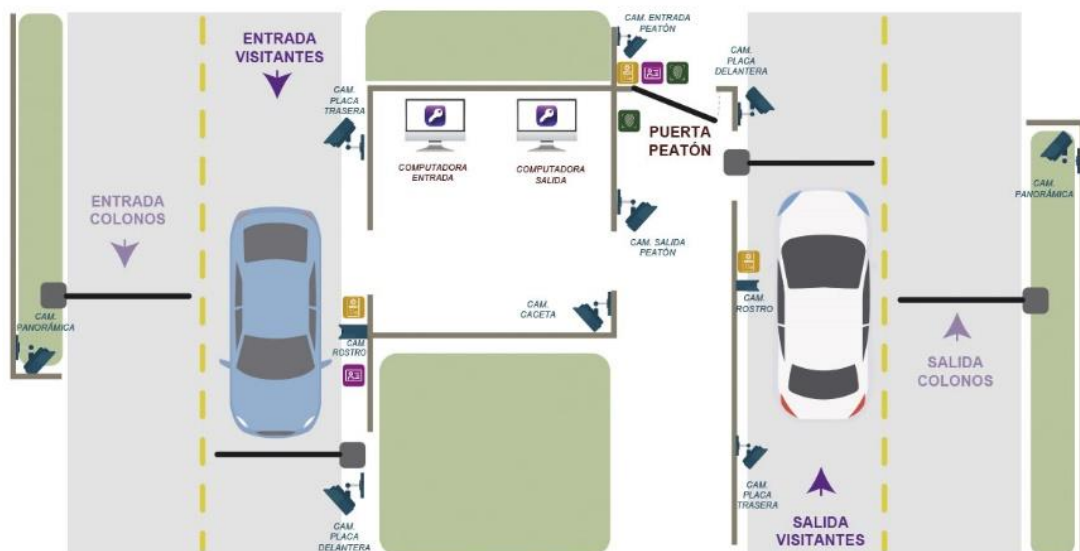 ENTRADA
VISITANTES
CAM. ENTRADA
PEATÓN
CAM.
PLACA
DELANTERA
CAM.
PLACA
TRASERA
PUERTA
PEATÓN
COMPUTADORA
ENTRADA
COMPUTADORA
SALIDA
CAM.
PANORÁMICA
ENTRADA
COLONOS
CAM. SALIDA
PEATÓN
CAM.
CACETA
CAM.
ROSTRO
CAM.
PANORÁMICA
CAM
ROSTRO
SALIDA
COLONOS
CAM.
PLACA
TRASERA
CAM.
PLACA
DELANTERA
SALIDA
VISITANTES